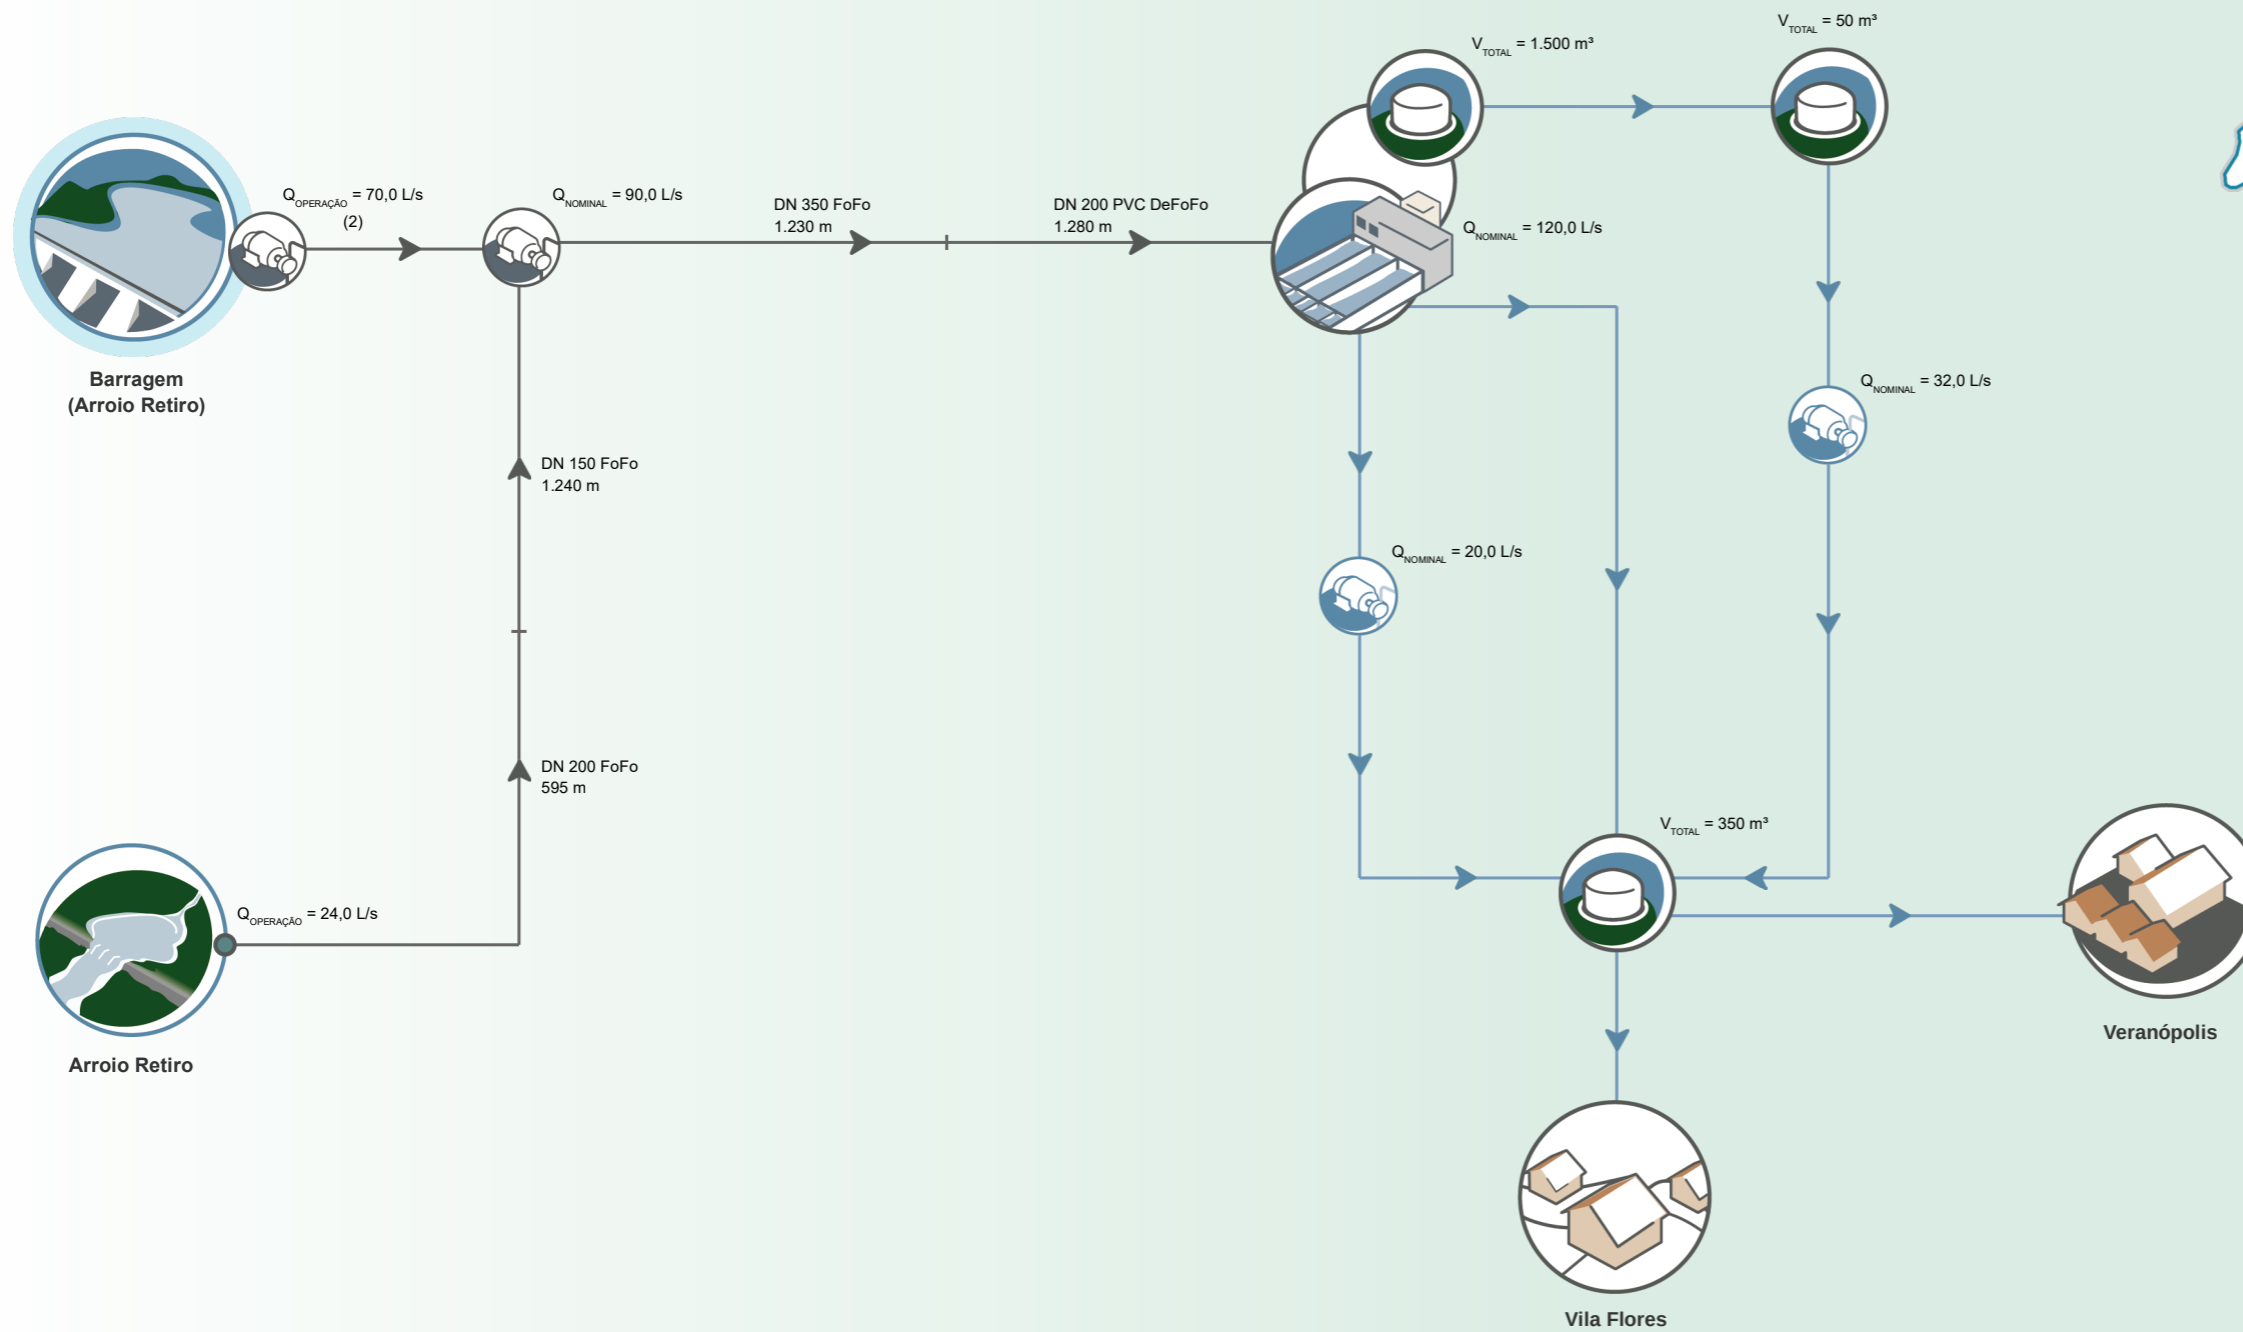 V TOTAL = 50 m³
V TOTAL = 1.500 m³
Q OPERAÇÃO = 70,0 L/s
(2)
Q NOMINAL = 90,0 L/s
DN 350 FoFo
1.230 m
DN 200 PVC DeFoFo
1.280 m
Q NOMINAL = 120,0 L/s
Barragem
(Arroio Retiro)
Q NOMINAL = 32,0 L/s
DN 150 FoFo
1.240 m
Q NOMINAL = 20,0 L/s
DN 200 FoFo
595 m
V TOTAL = 350 m³
Q OPERAÇÃO = 24,0 L/s
Arroio Retiro
Veranópolis
Vila Flores